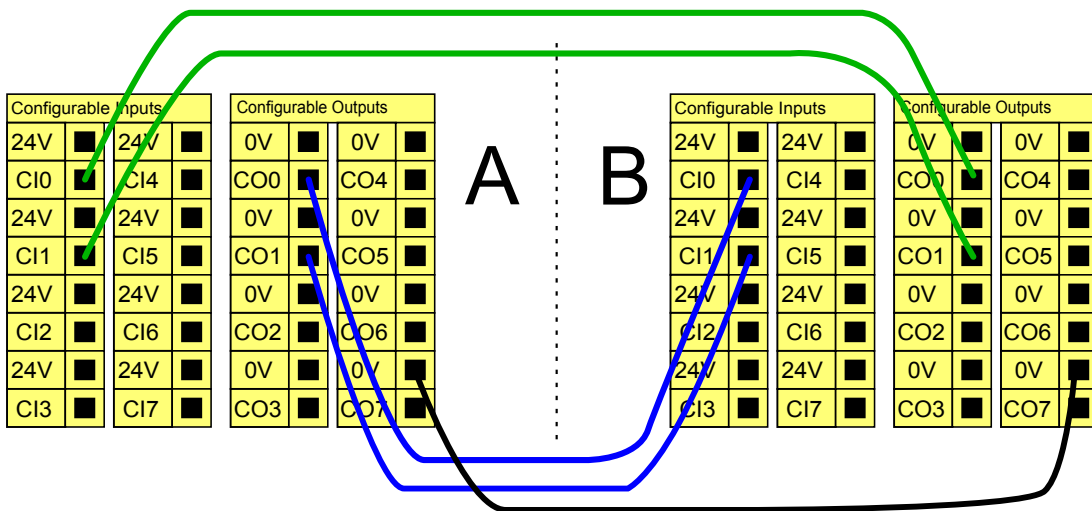 Configurable Inputs
24V 24V
CI0 CI4
24V 24V
CI1 CI5
24V 24V
CI2 CI6
24V 24V
CI3 CI7
Configurable Outputs
0V 0V
CO0 CO4
0V 0V
CO1 CO5
0V 0V
CO2 CO6
0V 0V
CO3 CO7
A
B
Configurable Inputs
24V 24V
CI0 CI4
24V 24V
CI1 CI5
24V 24V
CI2 CI6
24V 24V
CI3 CI7
Configurable Outputs
0V 0V
CO0 CO4
0V 0V
CO1 CO5
0V 0V
CO2 CO6
0V 0V
CO3 CO7